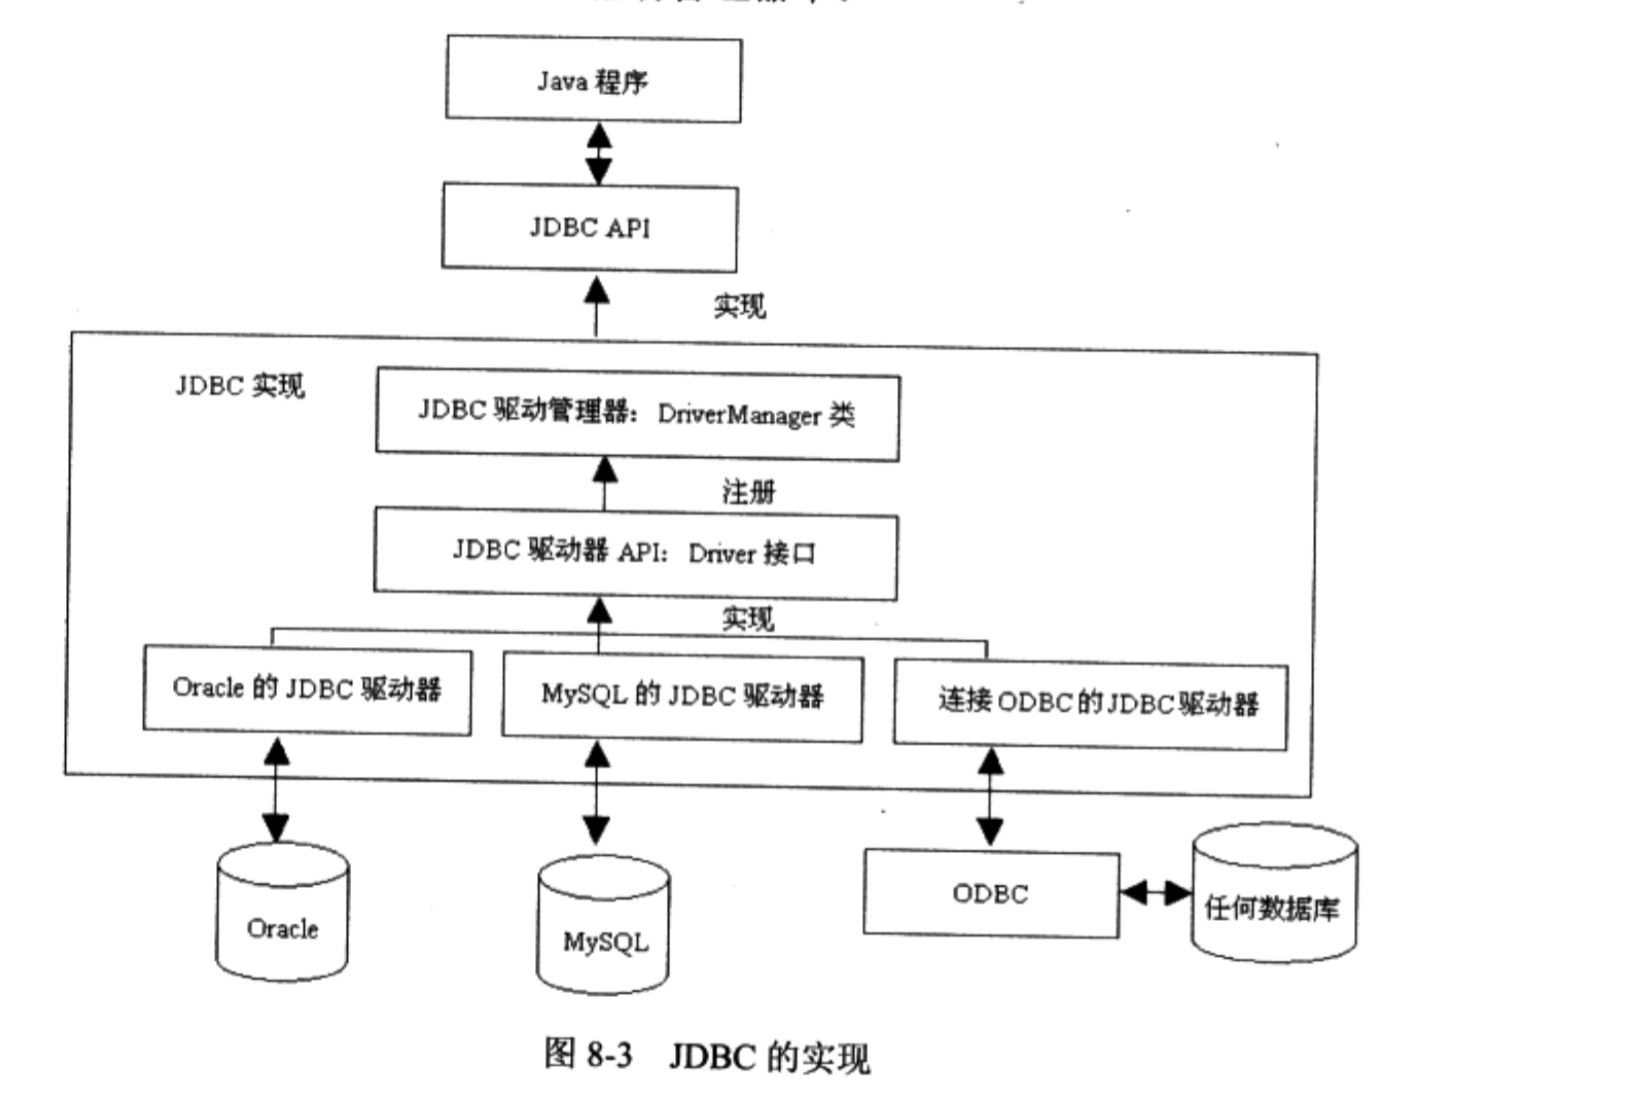 Java 程序
JDBC API
实现
JDBC 实现
JDBC 驱动管理器: DriverManager 类
注册
JDBC 驱动器 API: Driver 接口
实现
Oracle 的 JDBC 驱动器
MySQL 的 JDBC 驱动器
连接 ODBC 的 JDBC 驱动器
Oracle
MySQL
ODBC
任何数据库
图 8-3 JDBC 的实现